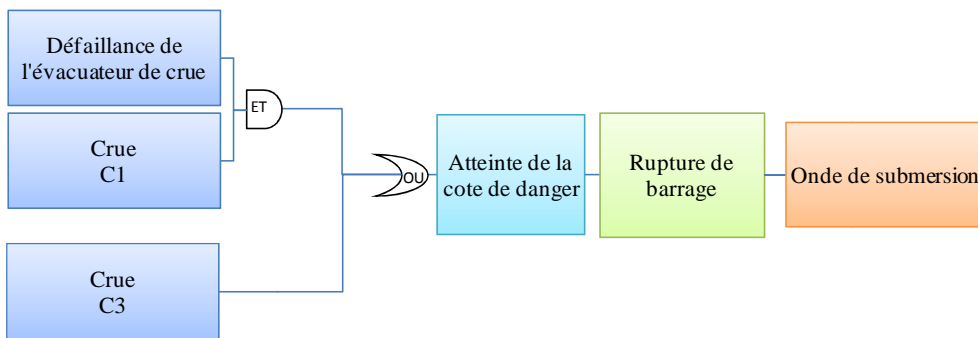 Défaillance de
l'évacuateur de crue
ET
Crue
C1
OU
Atteinte de la
cote de danger
Rupture de
barrage
Onde de submersion
Crue
C3